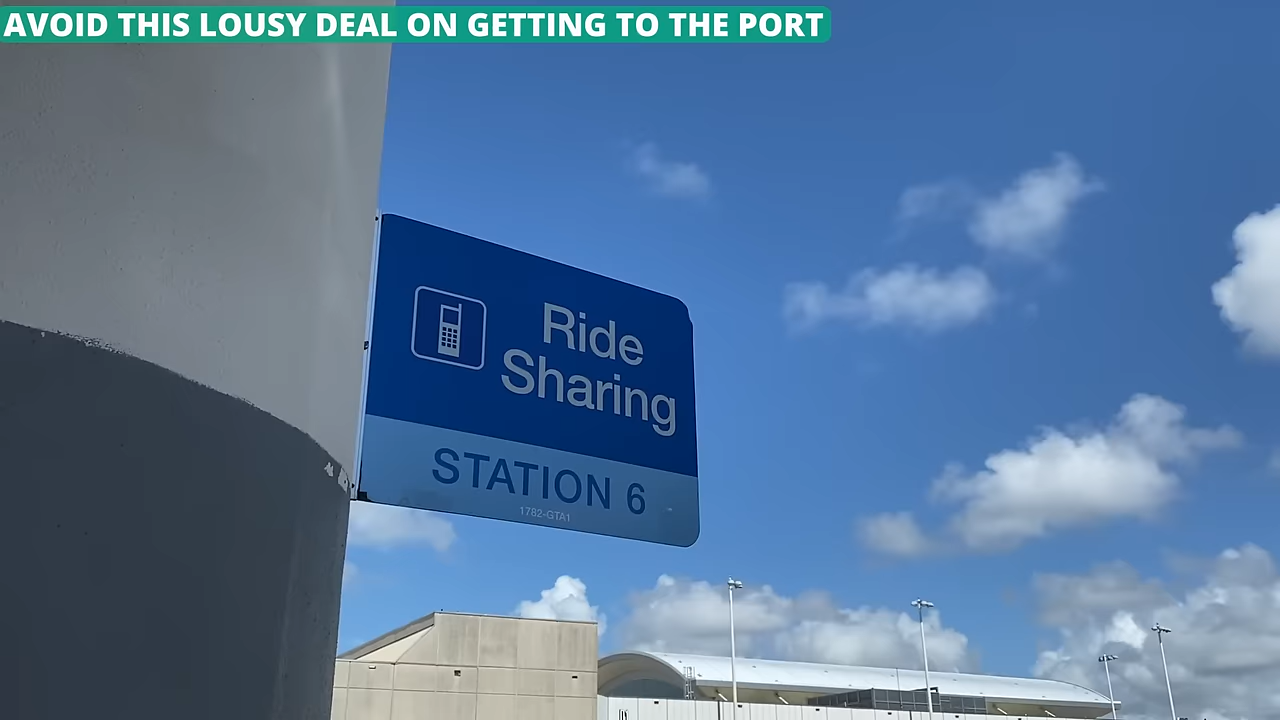 AVOID THIS LOUSY DEAL ON GETTING TO THE PORT
Ride
Sharing
STATION 6
1782-GTA1